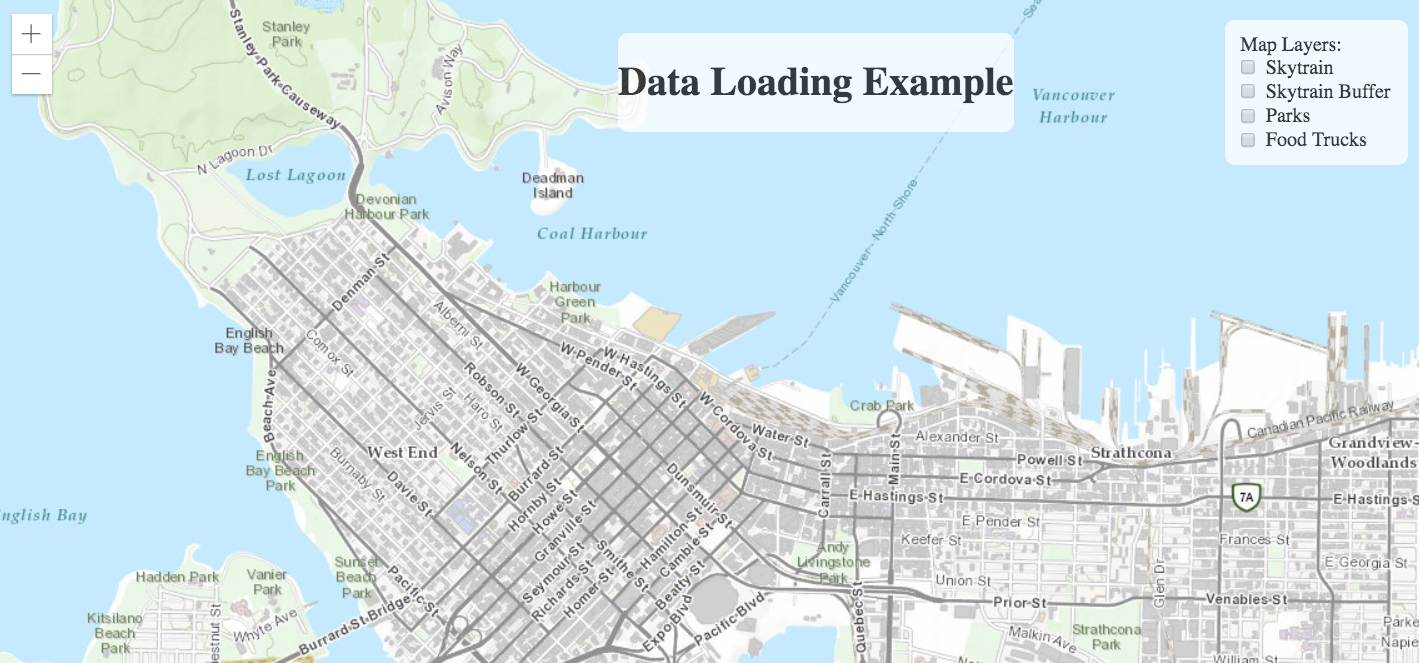 +
−
Data Loading Example
Map Layers:
Skytrain
Skytrain Buffer
Parks
Food Trucks
Stanley
Park
Stanley Park Causeway
Avison Way
Vancouver
Harbour
N Lagoon Dr
Lost Lagoon
Deadman
Island
Devonian
Harbour Park
Coal Harbour
Vancouver - North Shore
Denman St
Harbour
Green
Park
Alberni St
English
Bay Beach
Comox St
W Pender St
W Hastings St
Robson St
W Georgia St
Beach Ave
Jervis St
Haro St
W Cordova St
Crab Park
Canadian Pacific Railway
Water St
Alexander St
Main St
Thurlow St
West End
Nelson St
Powell St
Strathcona
Grandview-
Woodlands
English
Bay Beach
Park
Burnaby St
Davie St
Burrard St
Hornby St
Howe St
Granville St
Dunsmuir St
Carrall St
E Cordova St
E Hastings St
7A
E Hastings S
nglish Bay
E Pender St
Keefer St
Frances St
Smithe St
Hamilton St
Cambie St
Andy
Livingstone
Park
E Georgia St
Seymour St
Richards St
Homer St
Beatty St
Hadden Park
Vanier
Park
Sunset
Beach
Park
Pacific St
Union St
Glen Dr
Prior St
Venables St
Kitsilano
Beach
Park
estnut St
Whyte Ave
Burrard St Bridge
Expo Blvd
Pacific Blvd
Quebec St
Malkin Ave
Strathcona
Park
Parke
Napie
William St